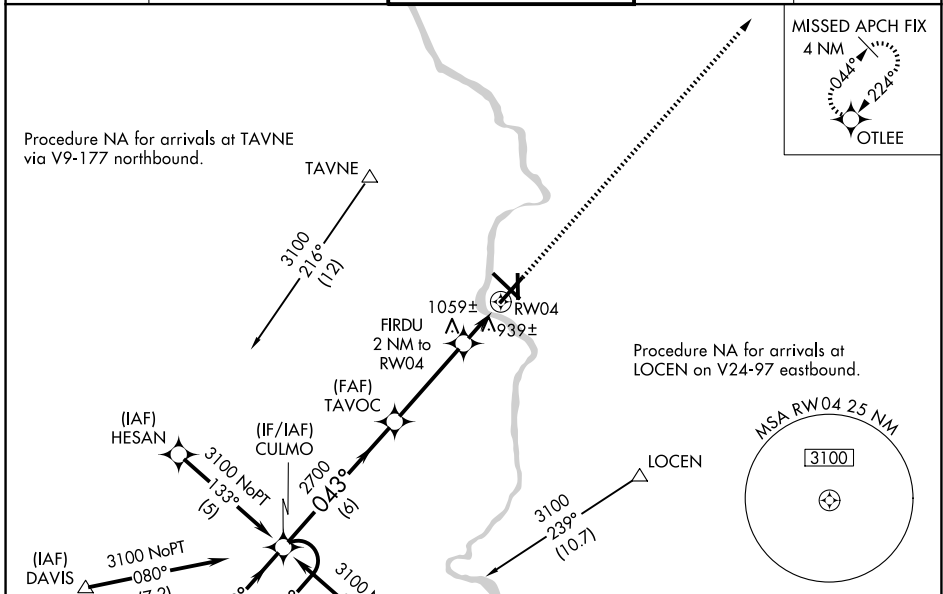 MISSED APCH FIX
4 NM
044°
224°
OTLEE
Procedure NA for arrivals at TAVNE
via V9-177 northbound.
TAVNE
3100
216°
(12)
1059±
RW04
939±
FIRDU
2 NM to
RW04
Procedure NA for arrivals at
LOCEN on V24-97 eastbound.
(FAF)
TAVOC
MSA RW04 25 NM
3100
(IAF)
HESAN
(IF/IAF)
CULMO
3100 NoPT
133°
(5)
2700
043°
(6)
LOCEN
3100
239°
(10.7)
(IAF)
DAVIS
3100 NoPT
080°
3100